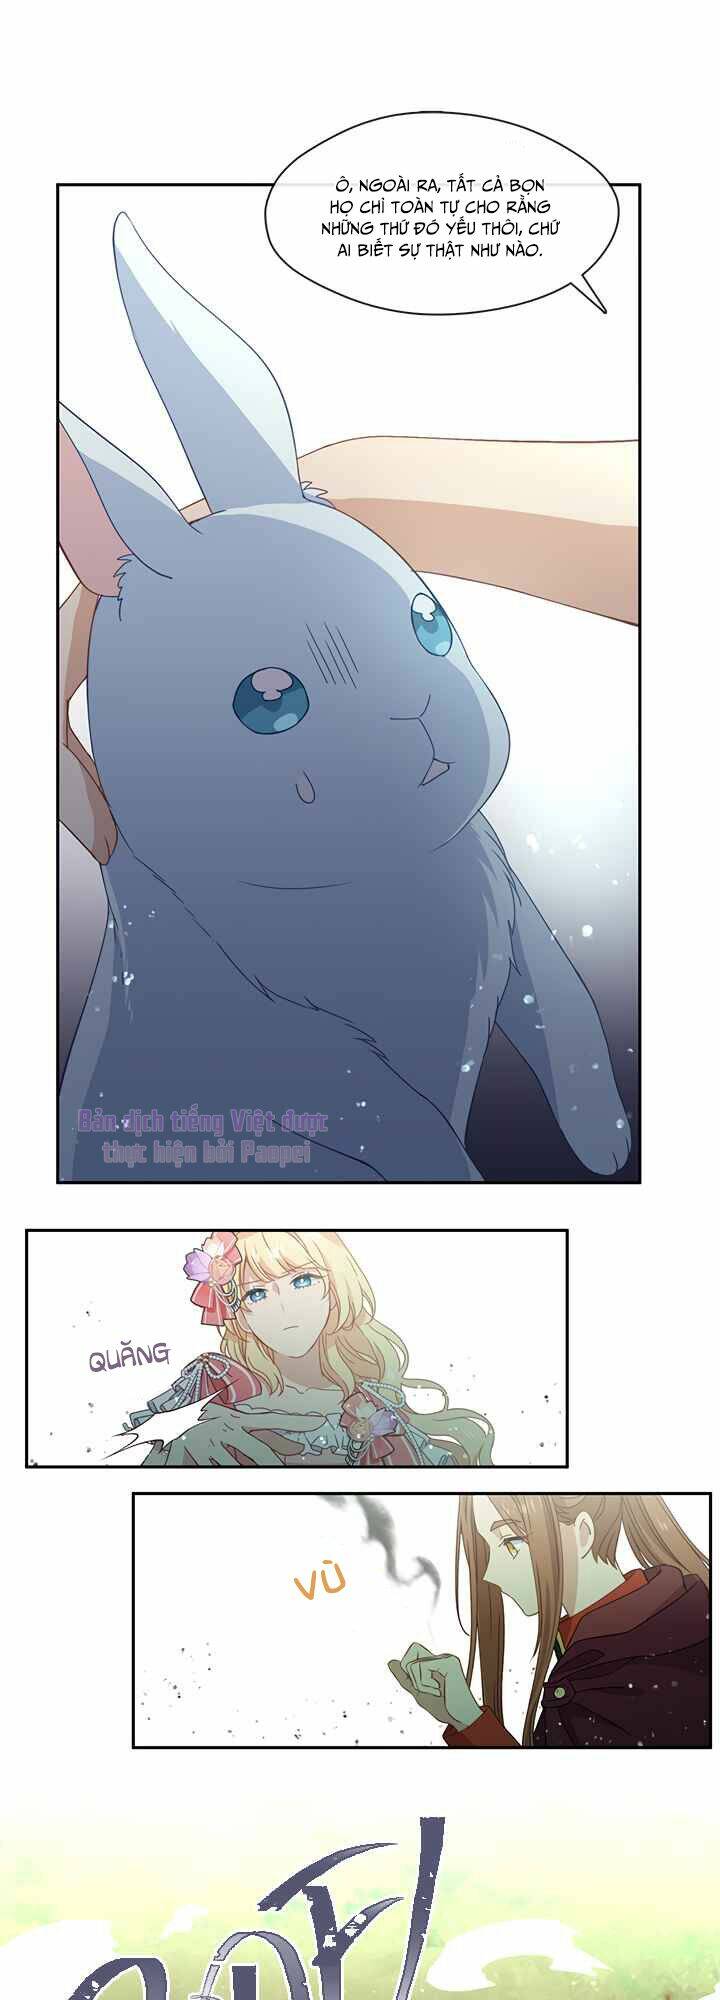 Ô, NGOÀI RA, TẤT CẢ BỌN
HỌ CHỈ TOÀN TỰ CHO RẰNG
NHỮNG THỨ ĐÓ YẾU THÔI, CHỨ
AI BIẾT SỰ THẬT NHƯ NÀO.
Bản dịch tiếng Việt được
thực hiện bởi Paopei
QUĂNG
VÙ